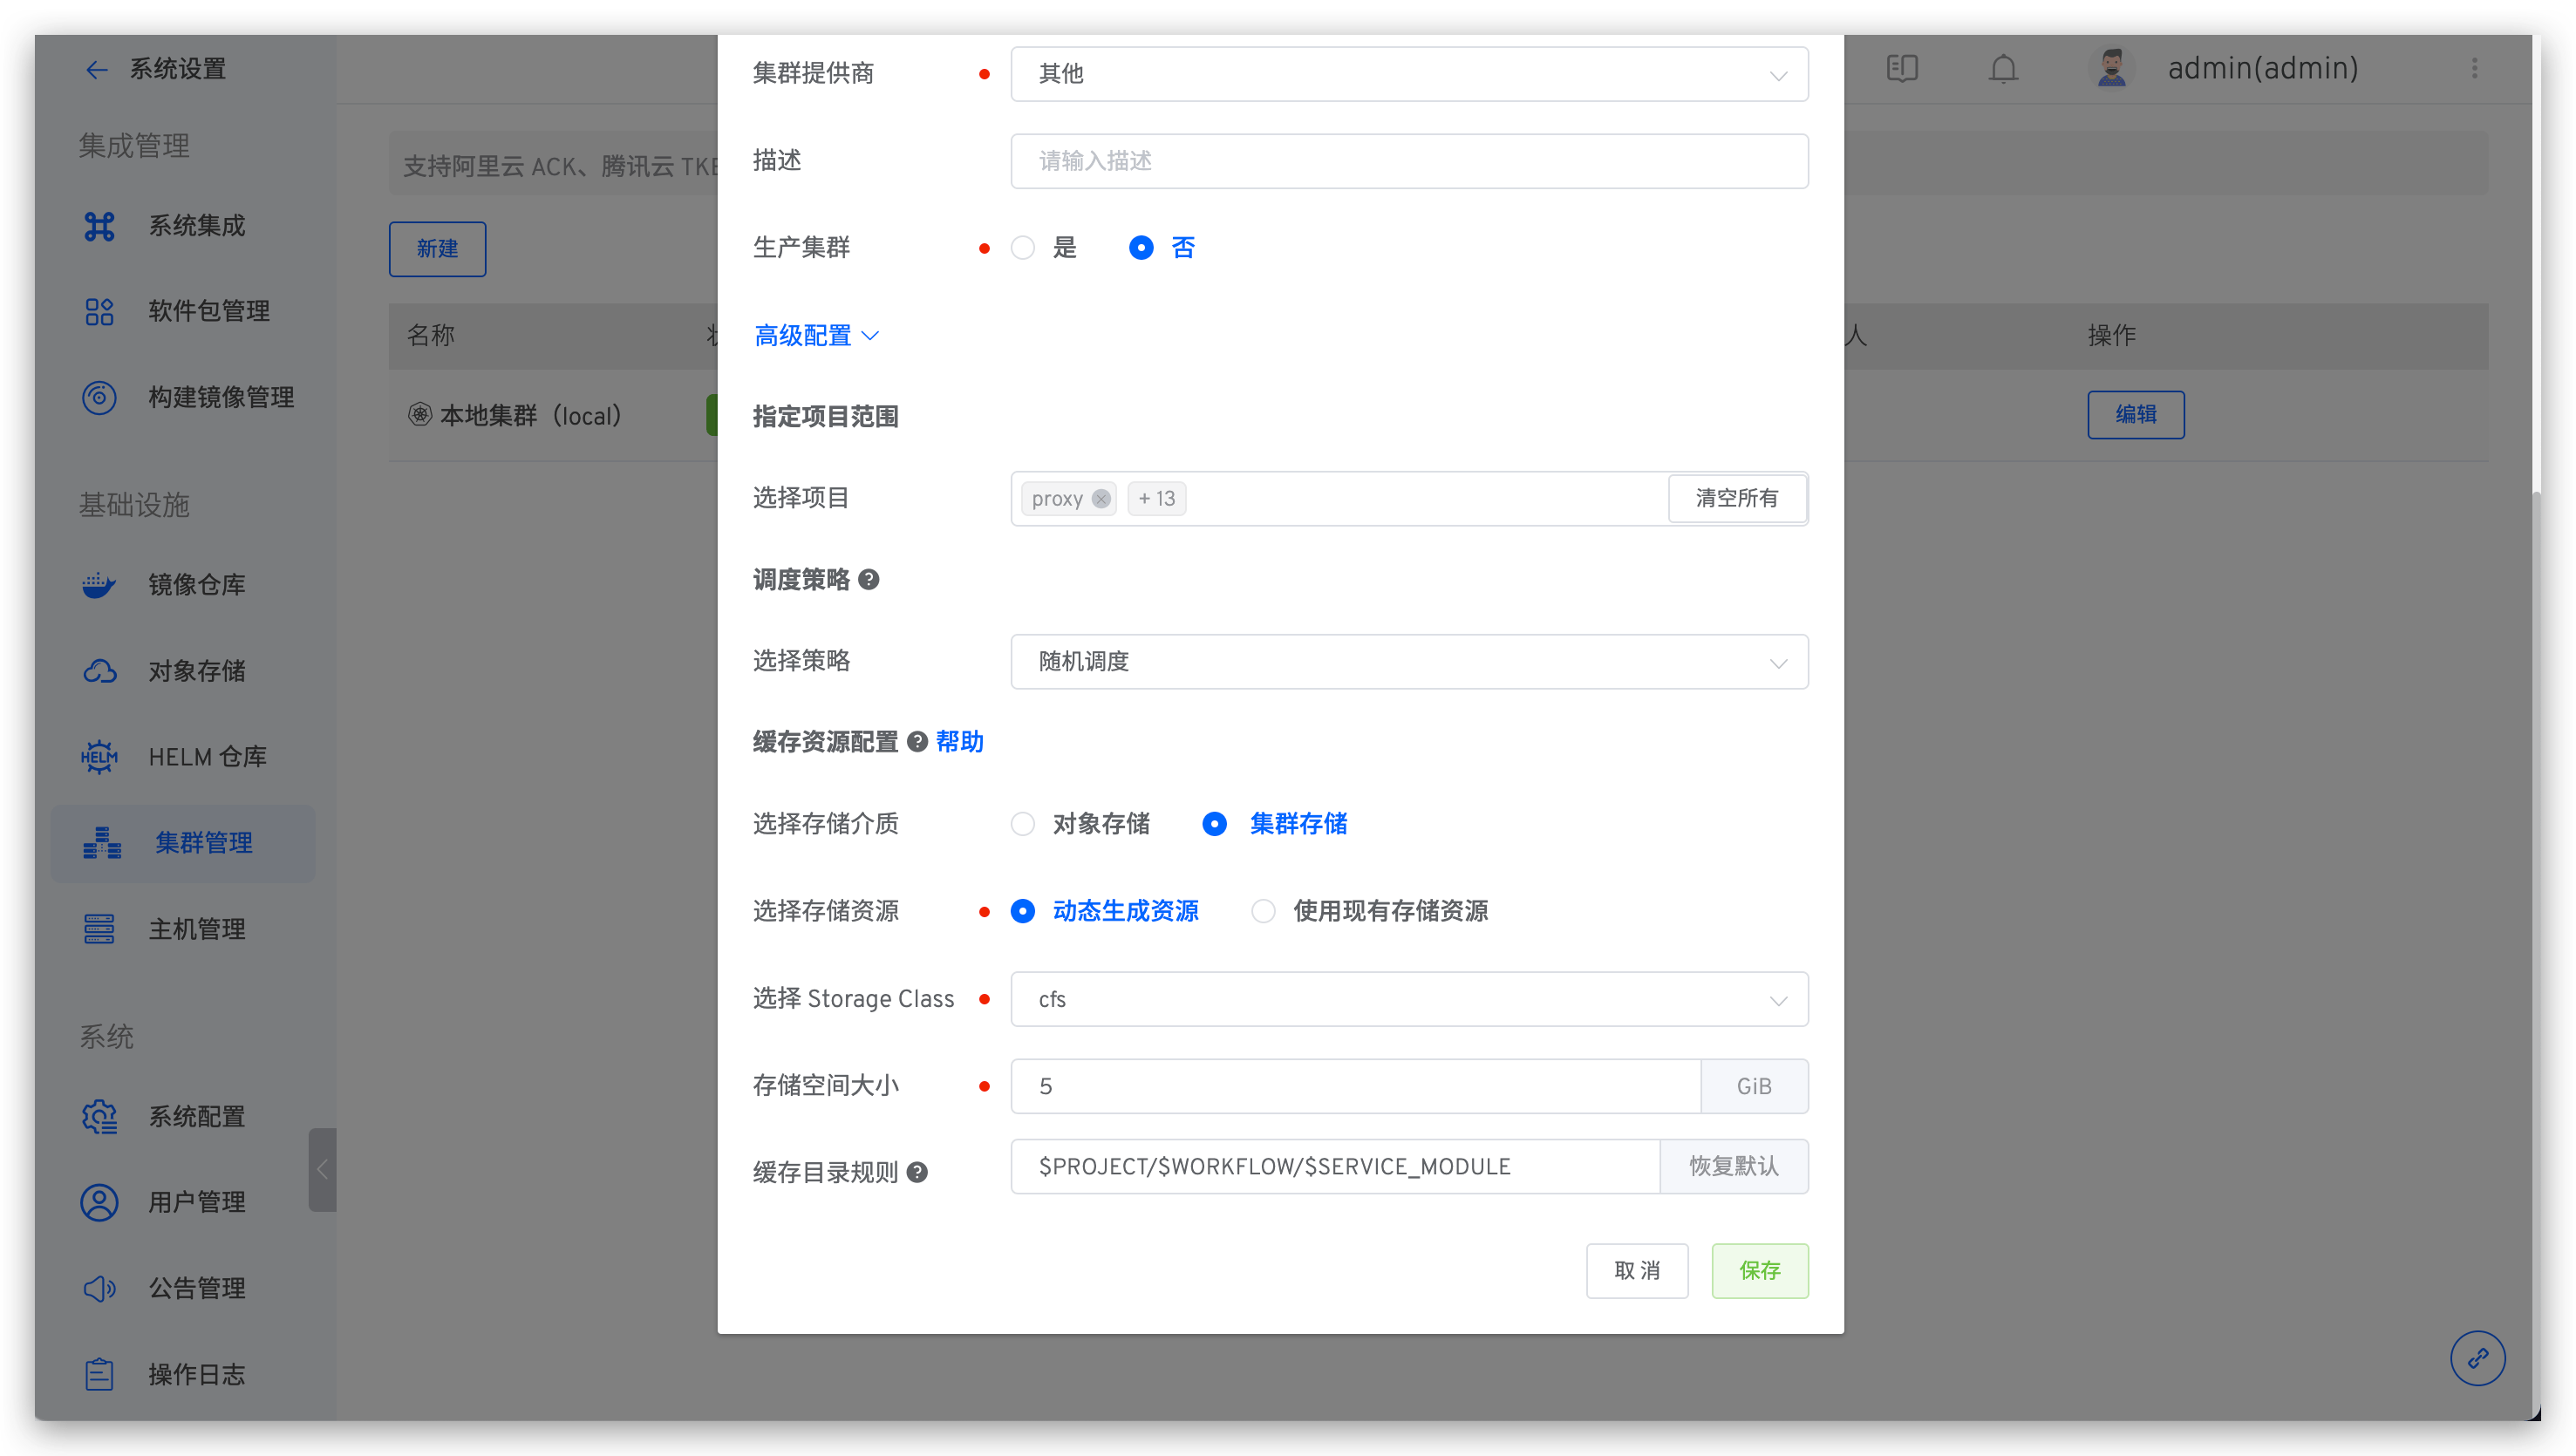 系统设置
集成管理
系统集成
软件包管理
构建镜像管理
基础设施
镜像仓库
对象存储
HELM
HELM 仓库
集群管理
主机管理
系统
系统配置
用户管理
公告管理
操作日志
admin(admin)
支持阿里云 ACK、腾讯云 TKE
新建
名称
人
操作
本地集群（local）
编辑
集群提供商
其他
描述
请输入描述
生产集群
是
否
高级配置
指定项目范围
选择项目
proxy
+ 13
清空所有
调度策略
选择策略
随机调度
缓存资源配置 帮助
选择存储介质
对象存储
集群存储
选择存储资源
动态生成资源
使用现有存储资源
选择 Storage Class
cfs
存储空间大小
5
GiB
缓存目录规则
$PROJECT/$WORKFLOW/$SERVICE_MODULE
恢复默认
取 消
保存